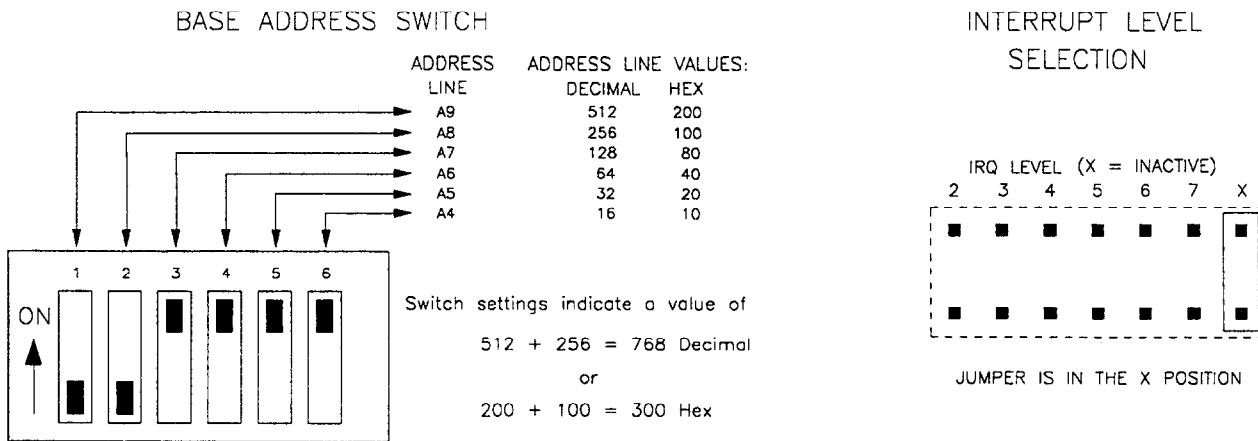 BASE ADDRESS SWITCH
ADDRESS LINE
ADDRESS LINE VALUES:
DECIMAL HEX
A9 512 200
A8 256 100
A7 128 80
A6 64 40
A5 32 20
A4 16 10
1 2 3 4 5 6
ON
Switch settings indicate a value of
512 + 256 = 768 Decimal
or
200 + 100 = 300 Hex
INTERRUPT LEVEL
SELECTION
IRQ LEVEL (X = INACTIVE)
2 3 4 5 6 7 X
JUMPER IS IN THE X POSITION